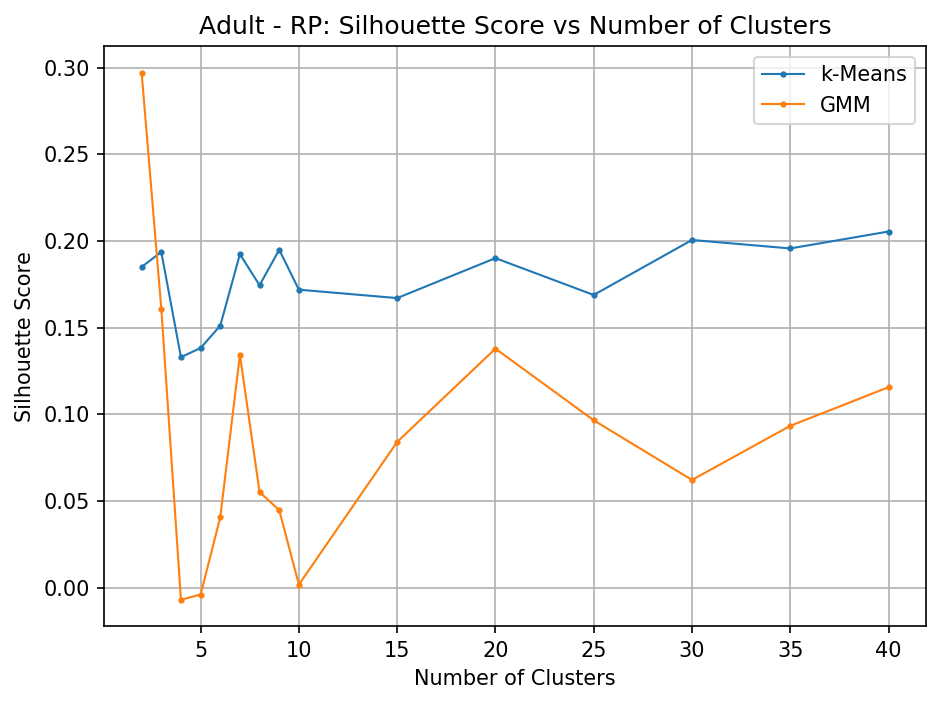 Adult - RP: Silhouette Score vs Number of Clusters
k-Means
GMM
Silhouette Score
0.30
0.25
0.20
0.15
0.10
0.05
0.00
5 10 15 20 25 30 35 40
Number of Clusters